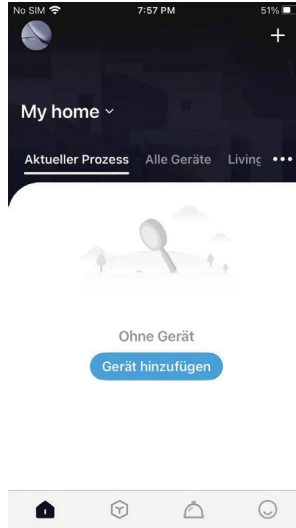 No SIM 7:57 PM 51%
+
My home
Aktueller Prozess Alle Geräte Living
Ohne Gerät
Gerät hinzufügen